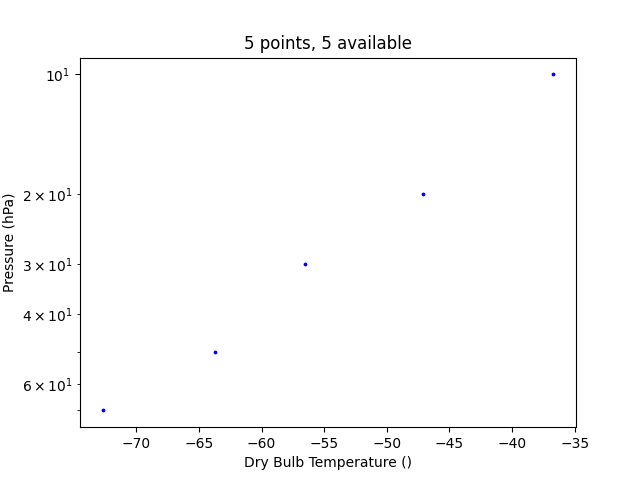 5 points, 5 available
10¹
2 × 10¹
3 × 10¹
4 × 10¹
6 × 10¹
Pressure (hPa)
−70 −65 −60 −55 −50 −45 −40 −35
Dry Bulb Temperature ()